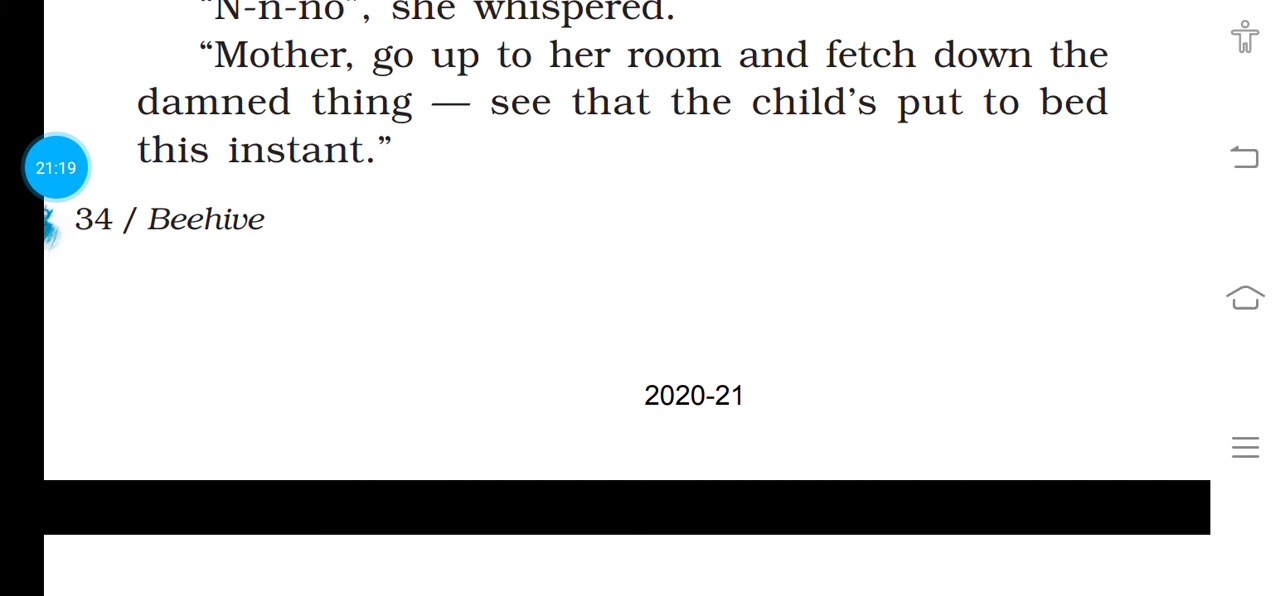 “N-n-no”, she whispered.
“Mother, go up to her room and fetch down the
damned thing — see that the child’s put to bed
this instant.”
21:19
34 / Beehive
2020-21